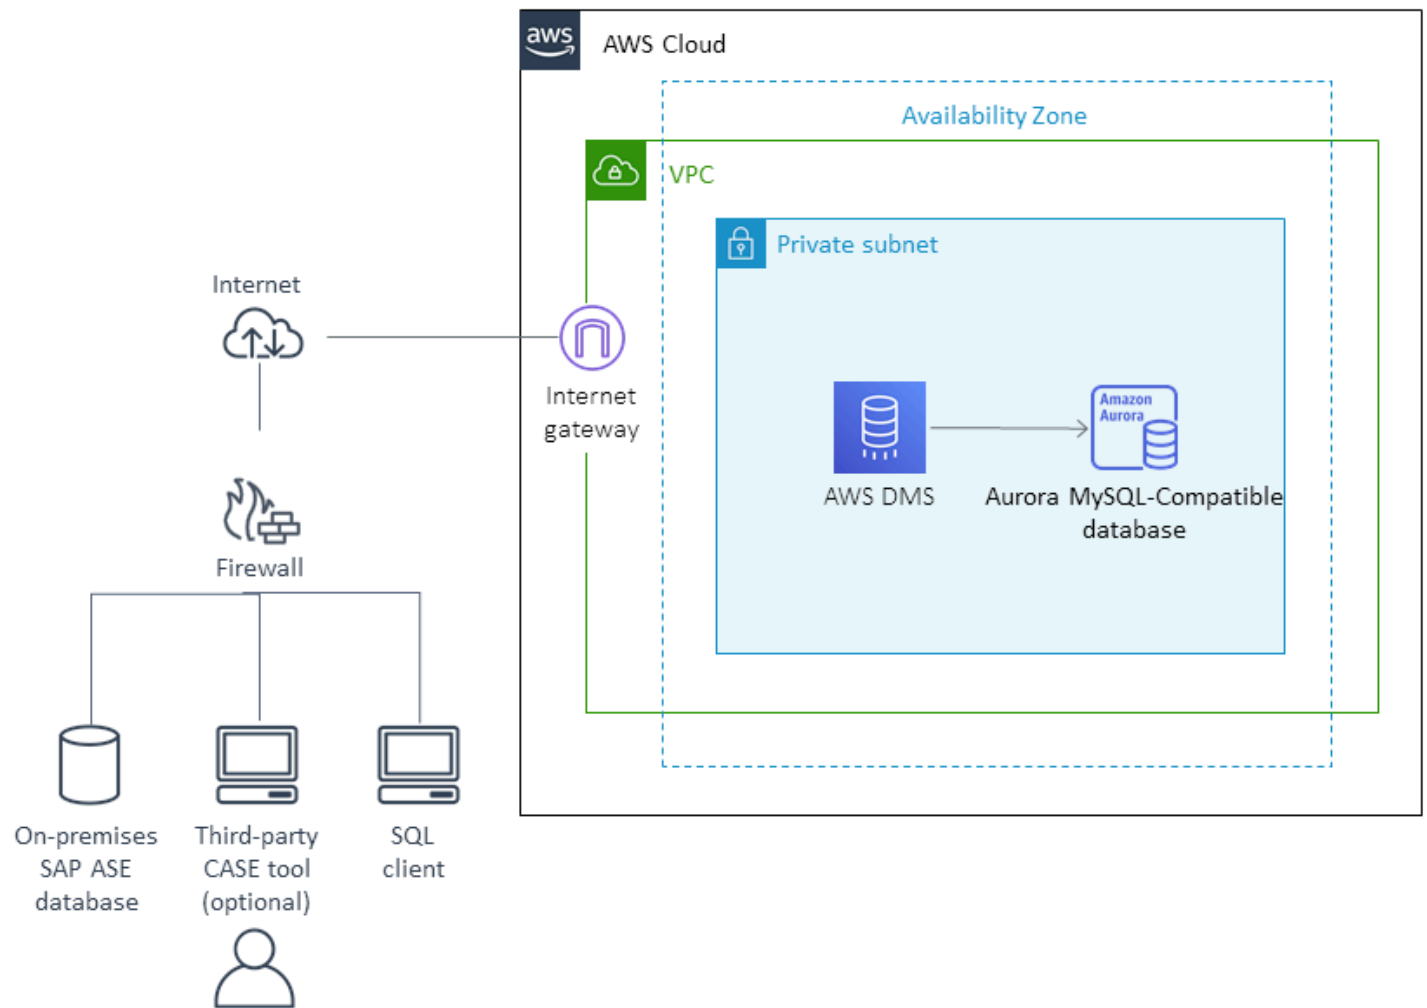 aws
AWS Cloud
Availability Zone
VPC
Private subnet
Internet
Internet
gateway
Amazon
Aurora
AWS DMS
Aurora MySQL-Compatible
database
Firewall
On-premises
SAP ASE
database
Third-party
CASE tool
(optional)
SQL
client